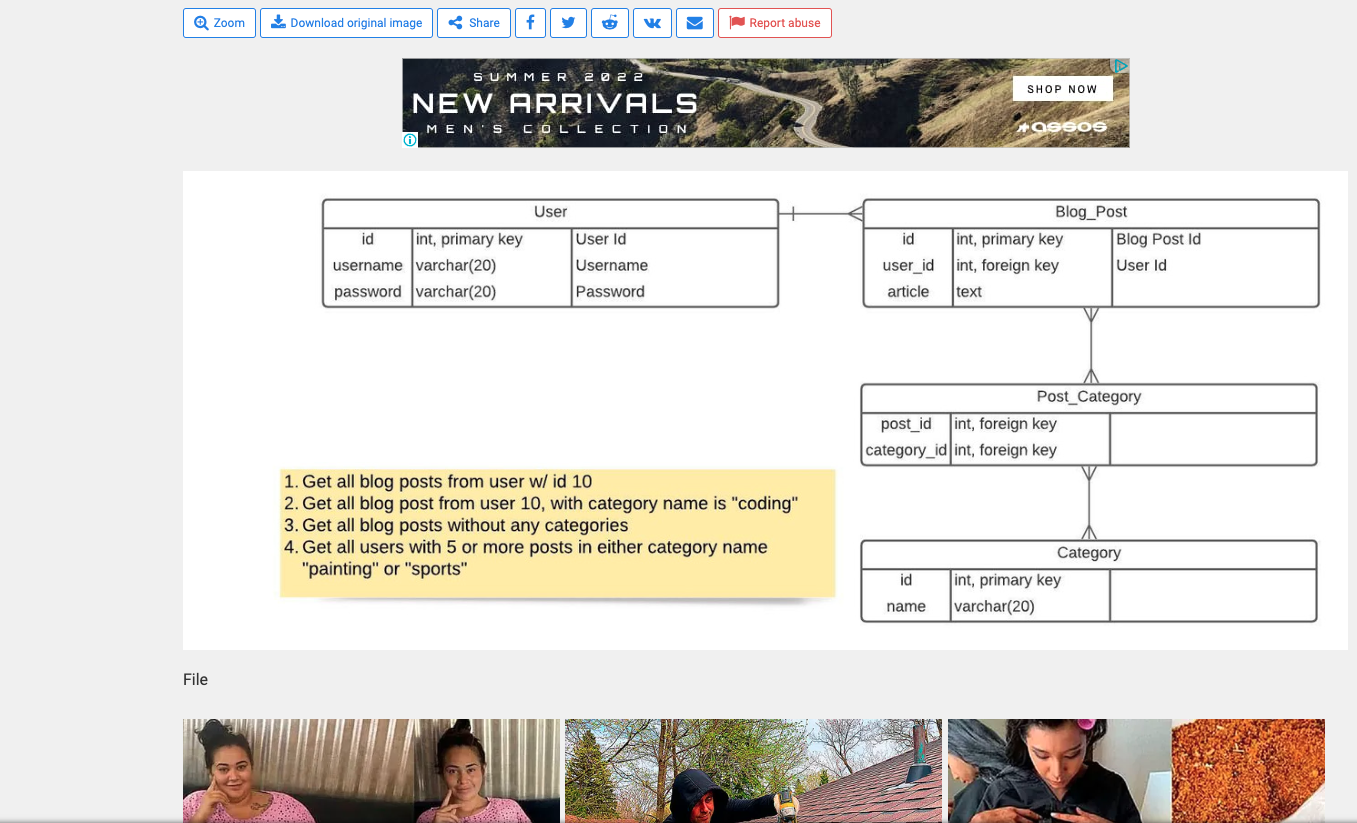 Zoom
Download original image
Share
Report abuse
SUMMER 2022
NEW ARRIVALS
MEN'S COLLECTION
SHOP NOW
assos
User
id int, primary key User Id
username varchar(20) Username
password varchar(20) Password
Blog_Post
id int, primary key Blog Post Id
user_id int, foreign key User Id
article text
Post_Category
post_id int, foreign key
category_id int, foreign key
1. Get all blog posts from user w/ id 10
2. Get all blog post from user 10, with category name is "coding"
3. Get all blog posts without any categories
4. Get all users with 5 or more posts in either category name
"painting" or "sports"
Category
id int, primary key
name varchar(20)
File